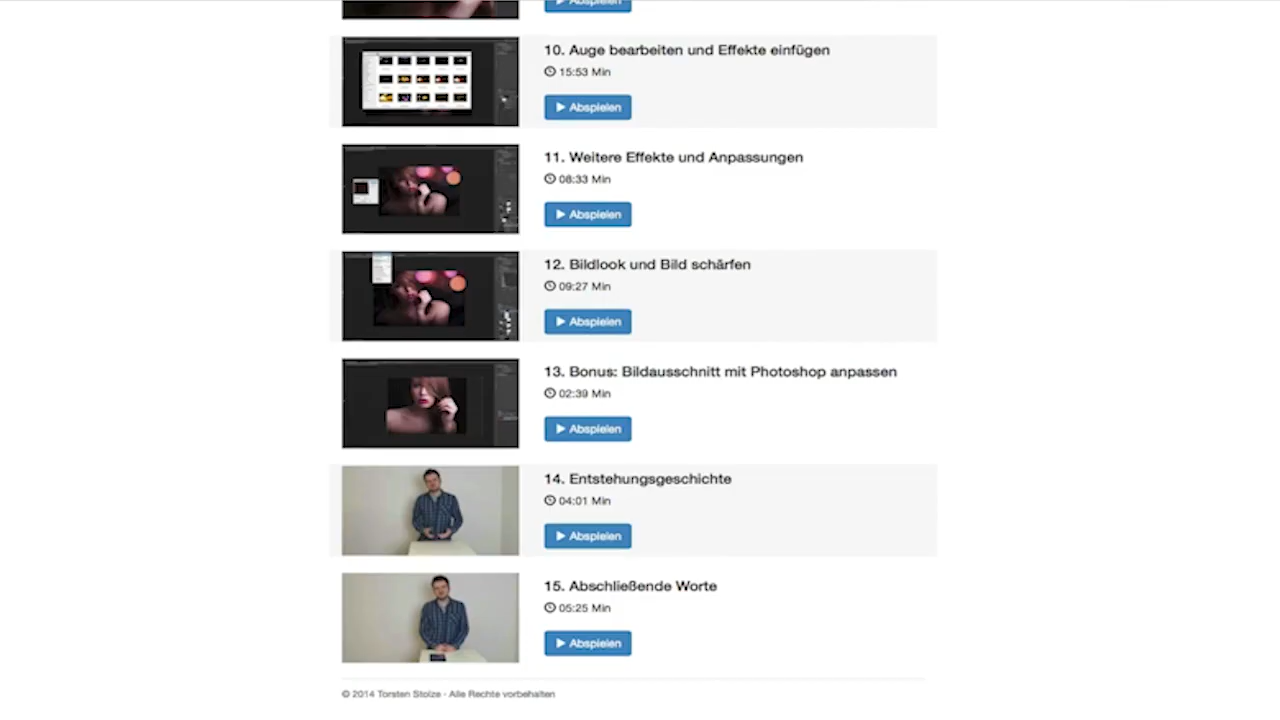 Abspielen
10. Auge bearbeiten und Effekte einfügen
15:53 Min
Abspielen
11. Weitere Effekte und Anpassungen
08:33 Min
Abspielen
12. Bildlook und Bild schärfen
09:27 Min
Abspielen
13. Bonus: Bildausschnitt mit Photoshop anpassen
02:39 Min
Abspielen
14. Entstehungsgeschichte
04:01 Min
Abspielen
15. Abschließende Worte
05:25 Min
Abspielen
© 2014 Torsten Stolze - Alle Rechte vorbehalten